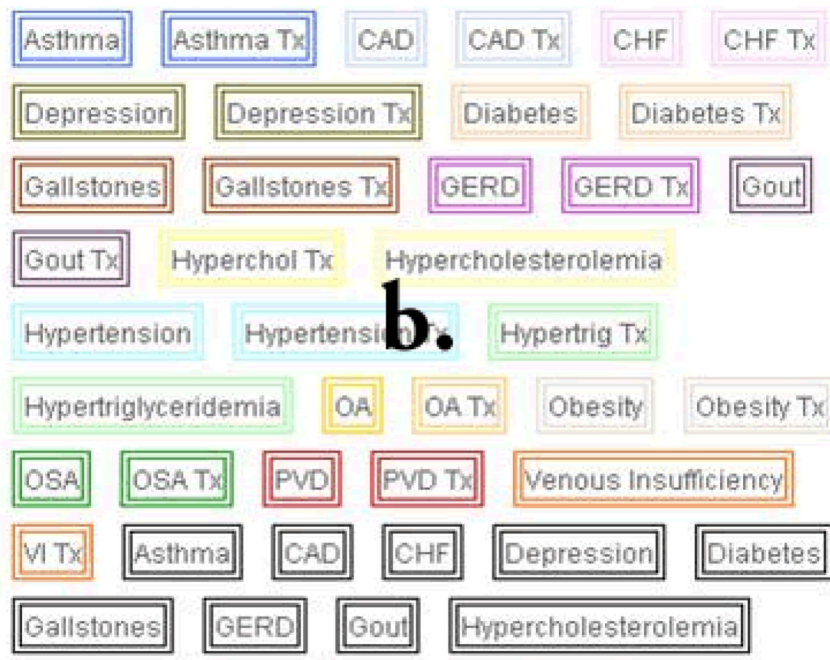 Asthma Asthma Tx CAD CAD Tx CHF CHF Tx
Depression Depression Tx Diabetes Diabetes Tx
Gallstones Gallstones Tx GERD GERD Tx Gout
Gout Tx Hyperchol Tx Hypercholesterolemia
Hypertension Hypertension Tx Hypertrig Tx
b.
Hypertriglyceridemia OA OA Tx Obesity Obesity Tx
OSA OSA Tx PVD PVD Tx Venous Insufficiency
VI Tx Asthma CAD CHF Depression Diabetes
Gallstones GERD Gout Hypercholesterolemia